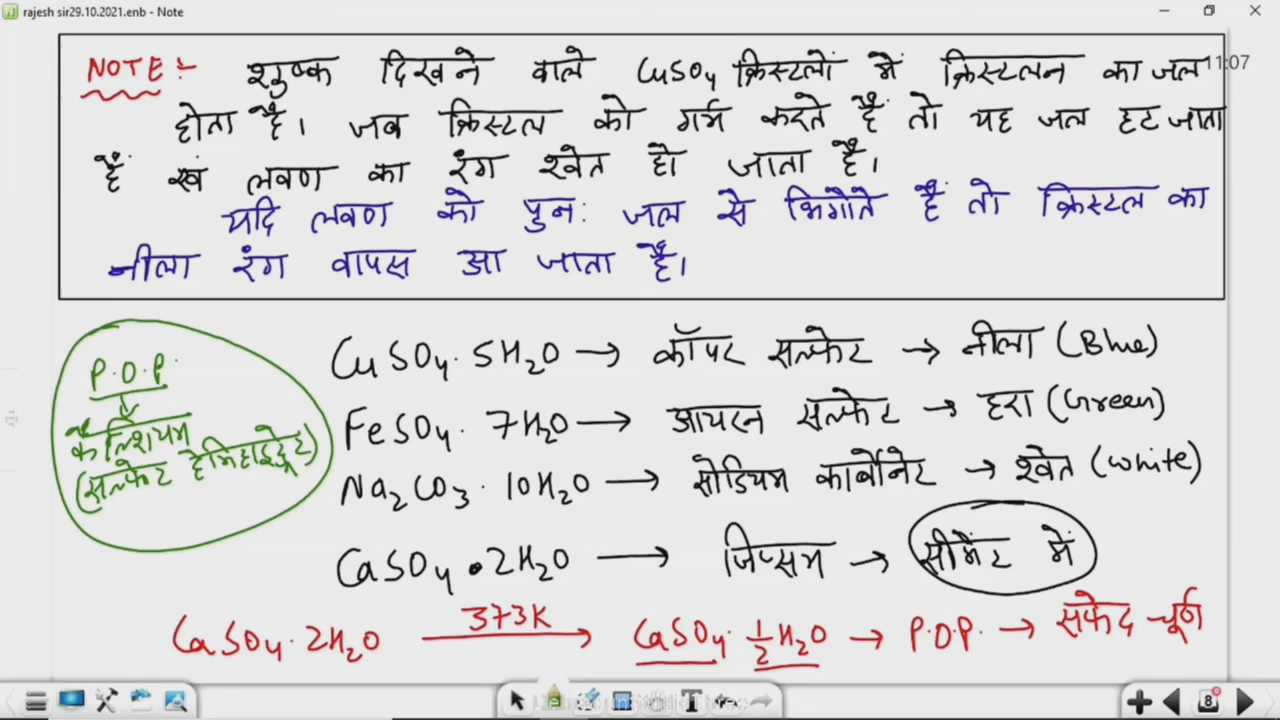 rajesh sir29.10.2021.enb - Note
11:07
NOTE:- शुष्क दिखने वाले CuSO₄ क्रिस्टलों में क्रिस्टलन का जल
होता है। जब क्रिस्टल को गर्म करते हैं तो यह जल हट जाता
हैं एवं लवण का रंग श्वेत हो जाता है।
यदि लवण को पुनः जल से भिगौते हैं तो क्रिस्टल का
नीला रंग वापस आ जाता है।
CuSO₄·5H₂O → कॉपर सल्फेट → नीला (Blue)
FeSO₄·7H₂O → आयरन सल्फेट → हरा (Green)
Na₂CO₃·10H₂O → सोडियम कार्बोनेट → श्वेत (White)
CaSO₄·2H₂O → जिप्सम → सीमैंट में
P.O.P.
↓
कैल्शियम
(सल्फेट हेमिहाइड्रेट)
CaSO₄·2H₂O 373K → CaSO₄·½H₂O → P.O.P. → सफेद चूर्ण
8